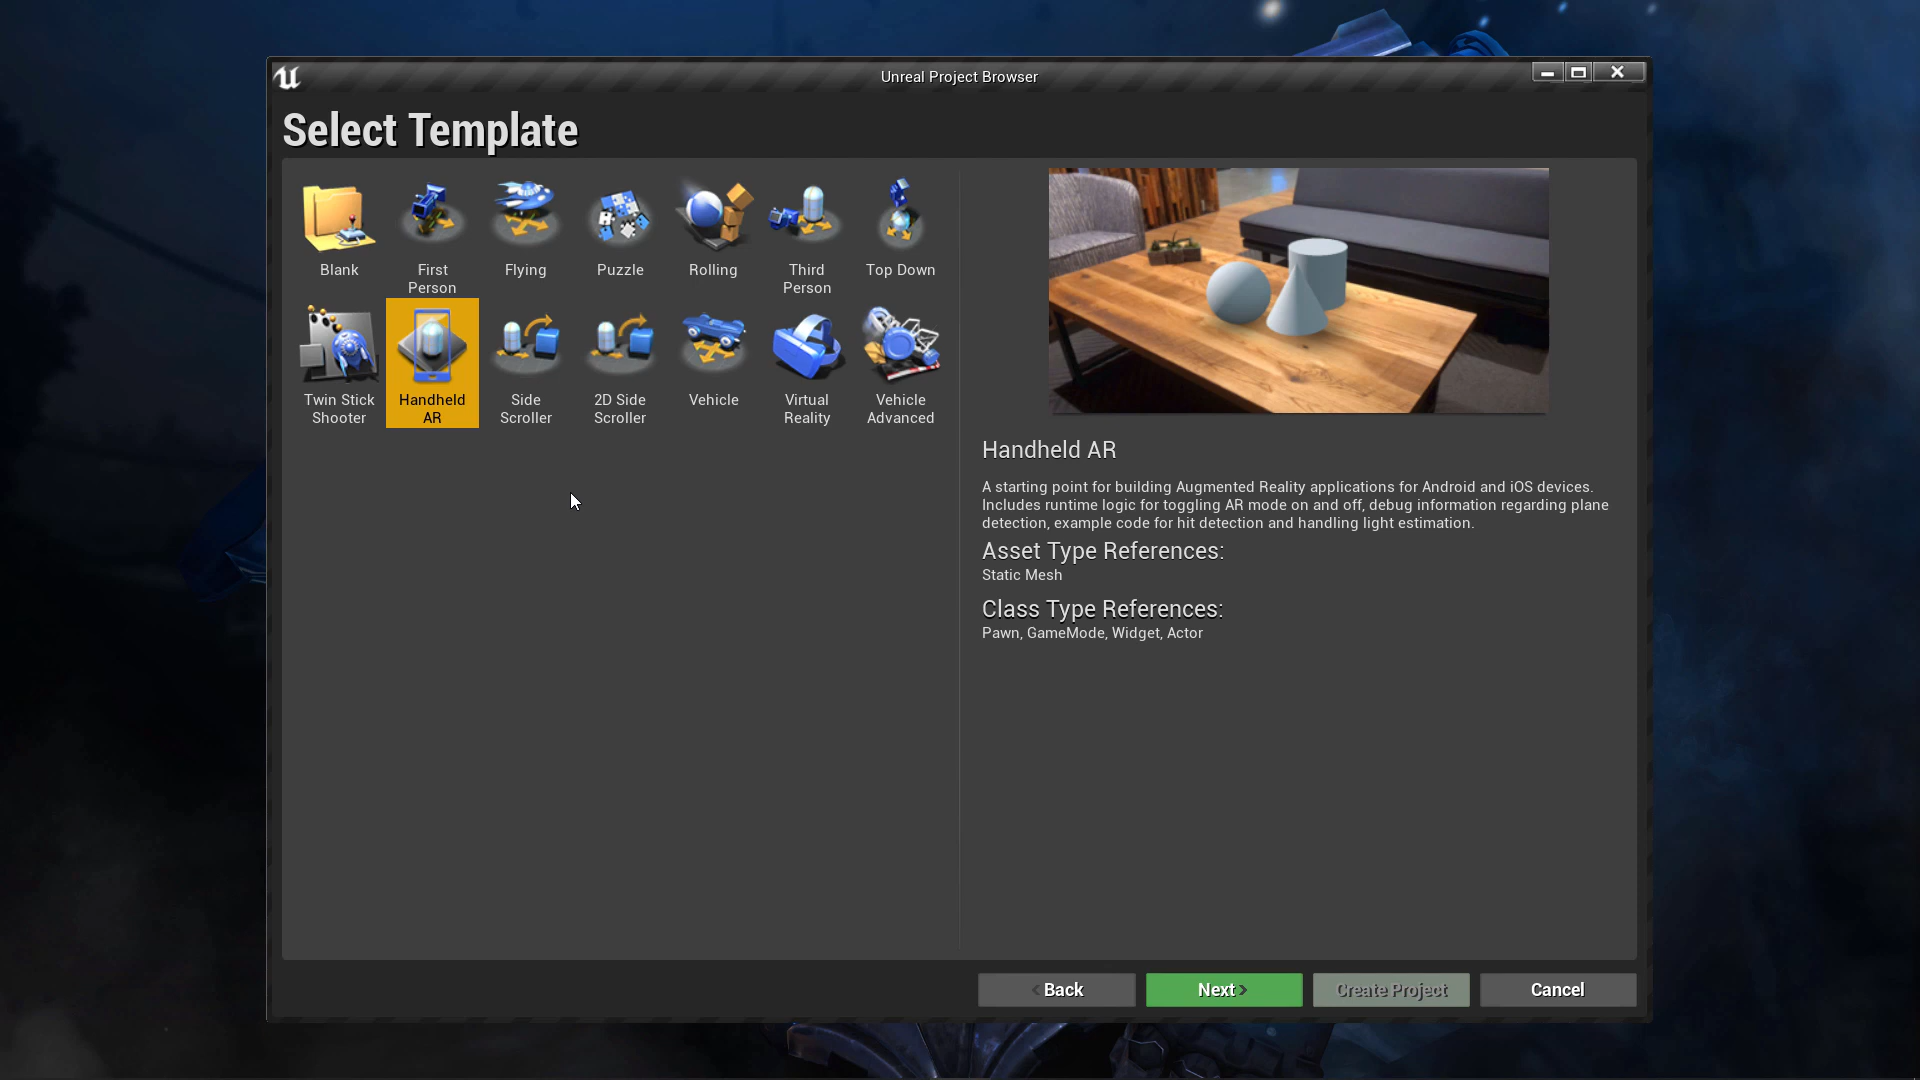 Unreal Project Browser
Select Template
Blank
First
Person
Flying
Puzzle
Rolling
Third
Person
Top Down
Twin Stick
Shooter
Handheld
AR
Side
Scroller
2D Side
Scroller
Vehicle
Virtual
Reality
Vehicle
Advanced
Handheld AR
A starting point for building Augmented Reality applications for Android and iOS devices.
Includes runtime logic for toggling AR mode on and off, debug information regarding plane
detection, example code for hit detection and handling light estimation.
Asset Type References:
Static Mesh
Class Type References:
Pawn, GameMode, Widget, Actor
< Back
Next >
Create Project
Cancel